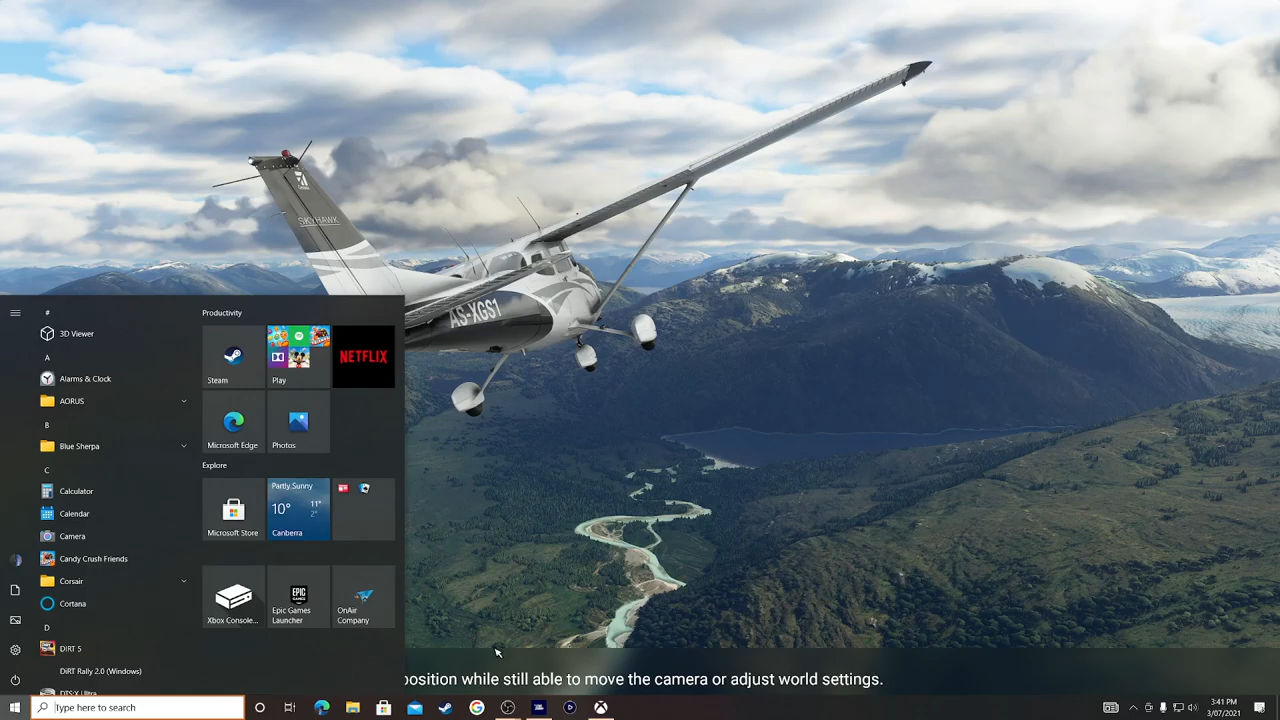 SKYHAWK
AS-XGS1
#
3D Viewer
A
Alarms & Clock
AORUS
B
Blue Sherpa
C
Calculator
Calendar
Camera
Candy Crush Friends
Corsair
Cortana
D
DIRT 5
DiRT Rally 2.0 (Windows)
DTS:X Ultra
Productivity
Steam
Play
NETFLIX
Microsoft Edge
Photos
Explore
Microsoft Store
Partly Sunny
10°
11°
2°
Canberra
Xbox Console...
EPIC
GAMES
Epic Games
Launcher
OnAir
Company
position while still able to move the camera or adjust world settings.
Type here to search
3:41 PM
3/07/2021